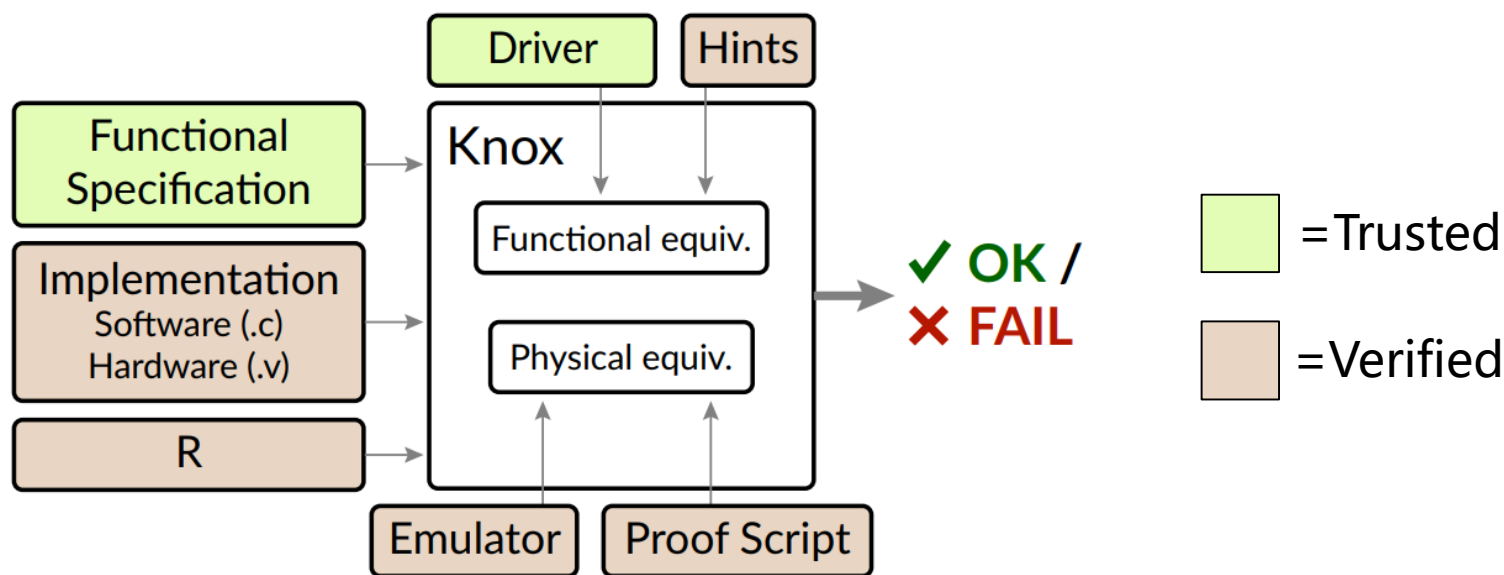 Driver
Hints
Functional
Specification
Knox
Functional equiv.
Implementation
Software (.c)
Hardware (.v)
Physical equiv.
R
Emulator
Proof Script
✓ OK /
✗ FAIL
=Trusted
=Verified